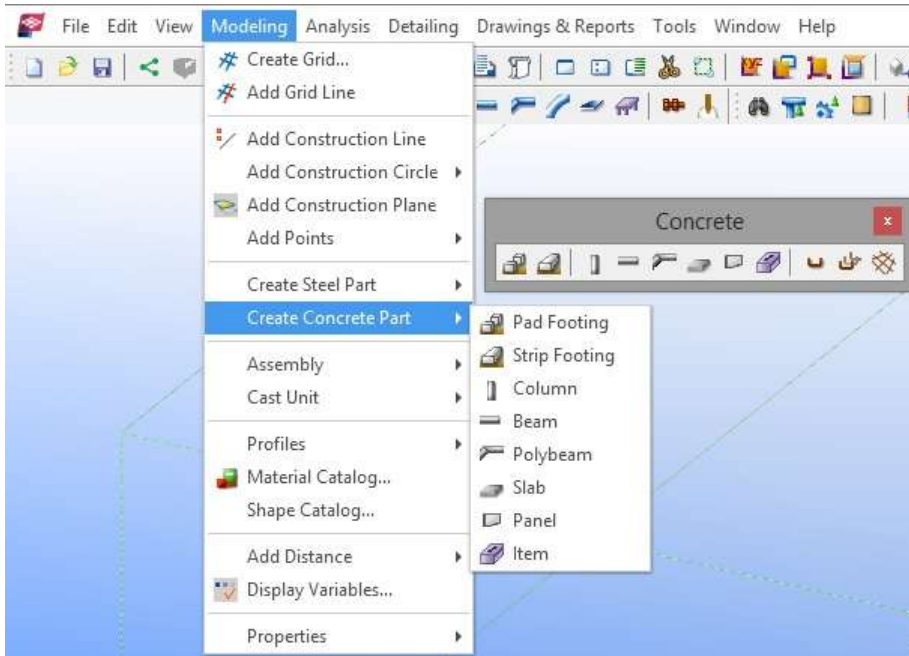 File Edit View Modeling Analysis Detailing Drawings & Reports Tools Window Help
Create Grid...
Add Grid Line
Add Construction Line
Add Construction Circle
Add Construction Plane
Add Points
Create Steel Part
Create Concrete Part
Assembly
Cast Unit
Profiles
Material Catalog...
Shape Catalog...
Add Distance
Display Variables...
Properties
Concrete
Pad Footing
Strip Footing
Column
Beam
Polybeam
Slab
Panel
Item